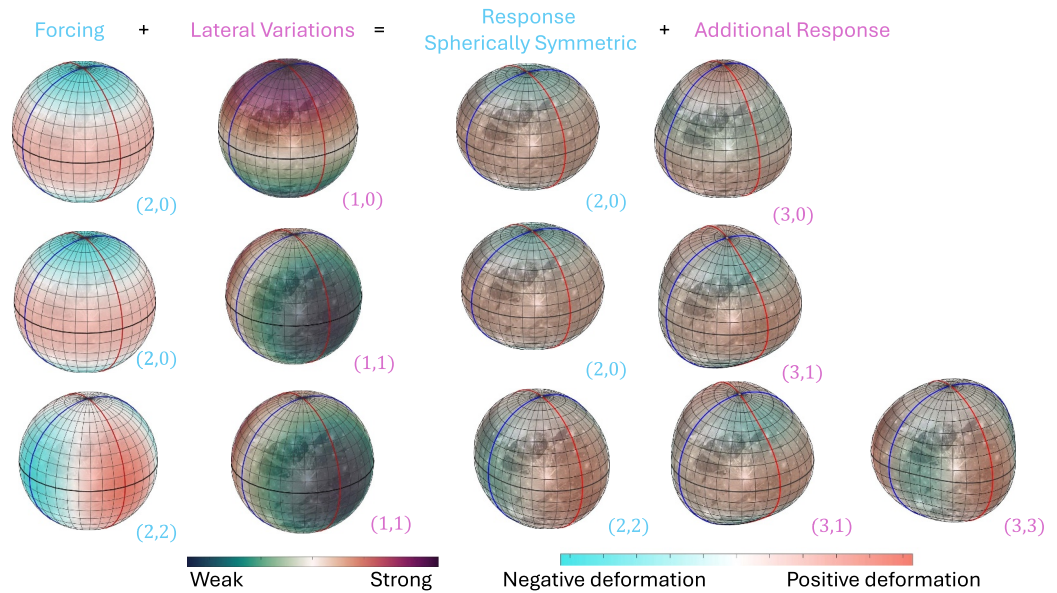 Forcing + Lateral Variations = Response Spherically Symmetric + Additional Response
(2,0) (1,0) (2,0) (3,0)
(2,0) (1,1) (2,0) (3,1)
(2,2) (1,1) (2,2) (3,1) (3,3)
Weak Strong Negative deformation Positive deformation